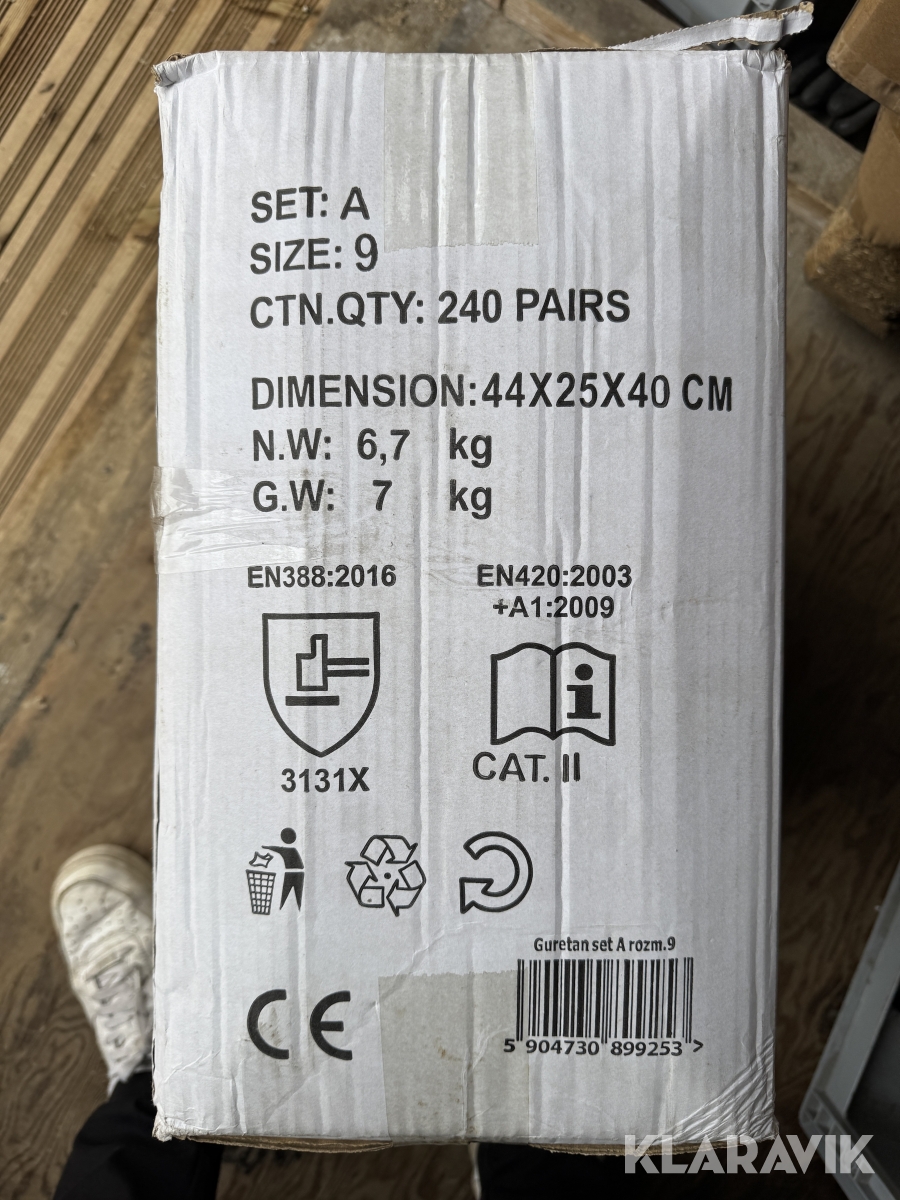 SET: A
SIZE: 9
CTN.QTY: 240 PAIRS
DIMENSION:44X25X40 CM
N.W: 6,7 kg
G.W: 7 kg
EN388:2016
3131X
EN420:2003
+A1:2009
i
CAT. II
CE
Guretan set A rozm.9
5 904730 899253 >
KLARAVIK